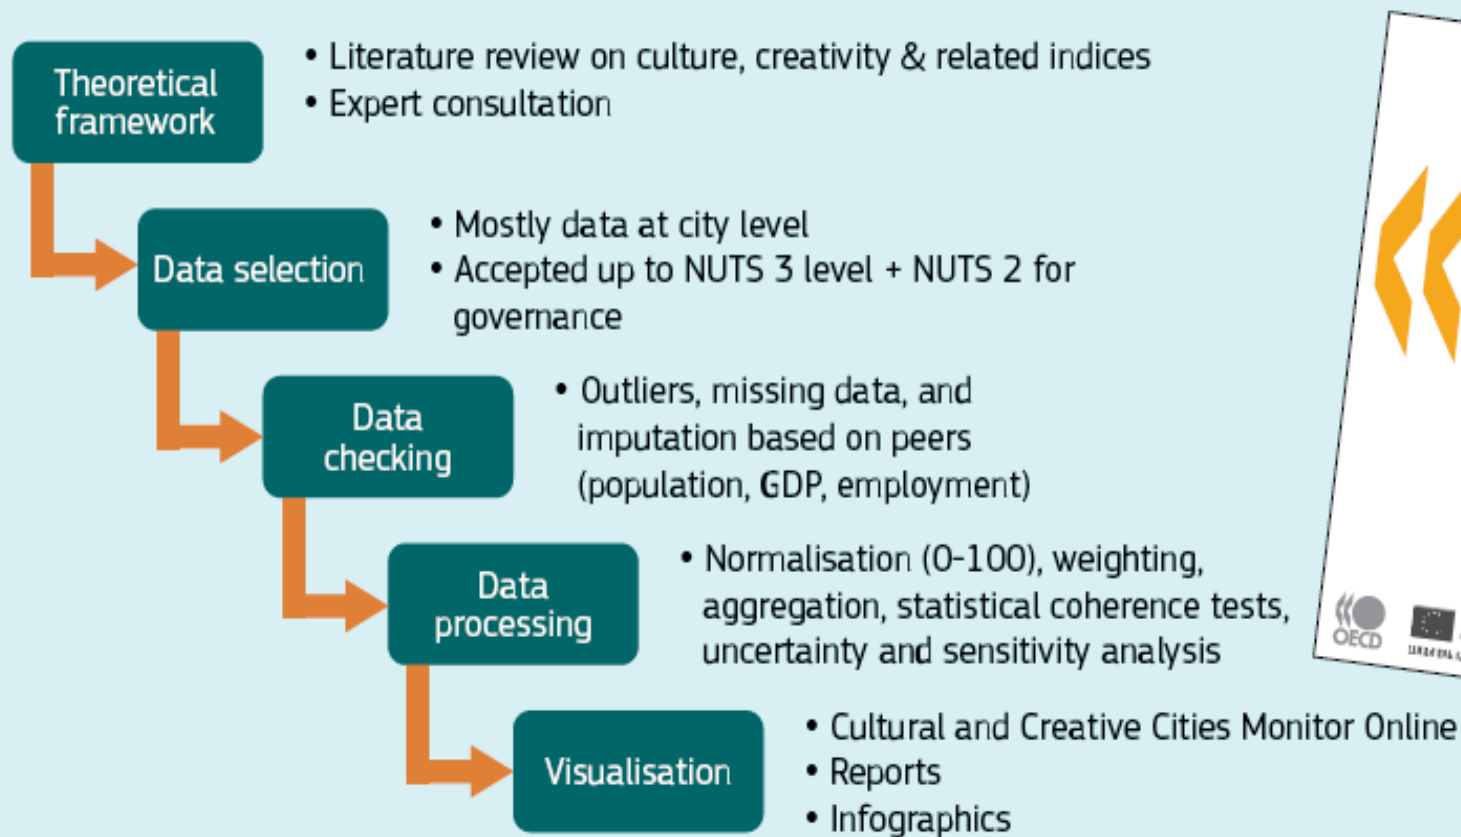 Theoretical
framework
• Literature review on culture, creativity & related indices
• Expert consultation
Data selection
• Mostly data at city level
• Accepted up to NUTS 3 level + NUTS 2 for
governance
Data
checking
• Outliers, missing data, and
imputation based on peers
(population, GDP, employment)
Data
processing
• Normalisation (0-100), weighting,
aggregation, statistical coherence tests,
uncertainty and sensitivity analysis
OECD
Visualisation
• Cultural and Creative Cities Monitor Online
• Reports
• Infographics